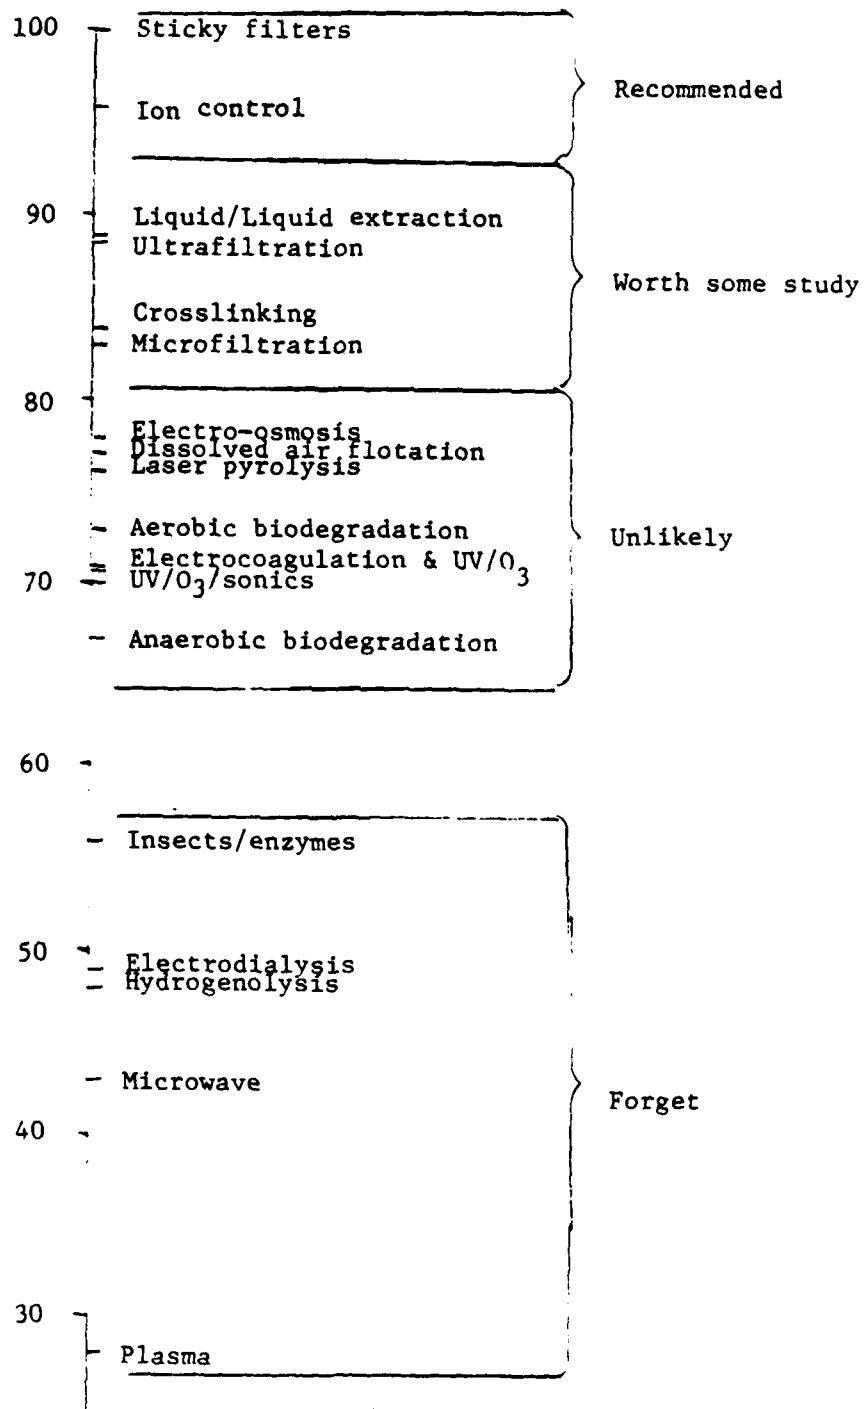 100 Sticky filters
Recommended
Ion control
90 Liquid/Liquid extraction
Ultrafiltration
Worth some study
Crosslinking
Microfiltration
80
Electro-osmosis
Dissolved air flotation
Laser pyrolysis
Aerobic biodegradation
Unlikely
Electrocoagulation & UV/O3
70 UV/O3/sonics
Anaerobic biodegradation
60
Insects/enzymes
50
Electrodialysis
Hydrogenolysis
Microwave
Forget
40
30
Plasma